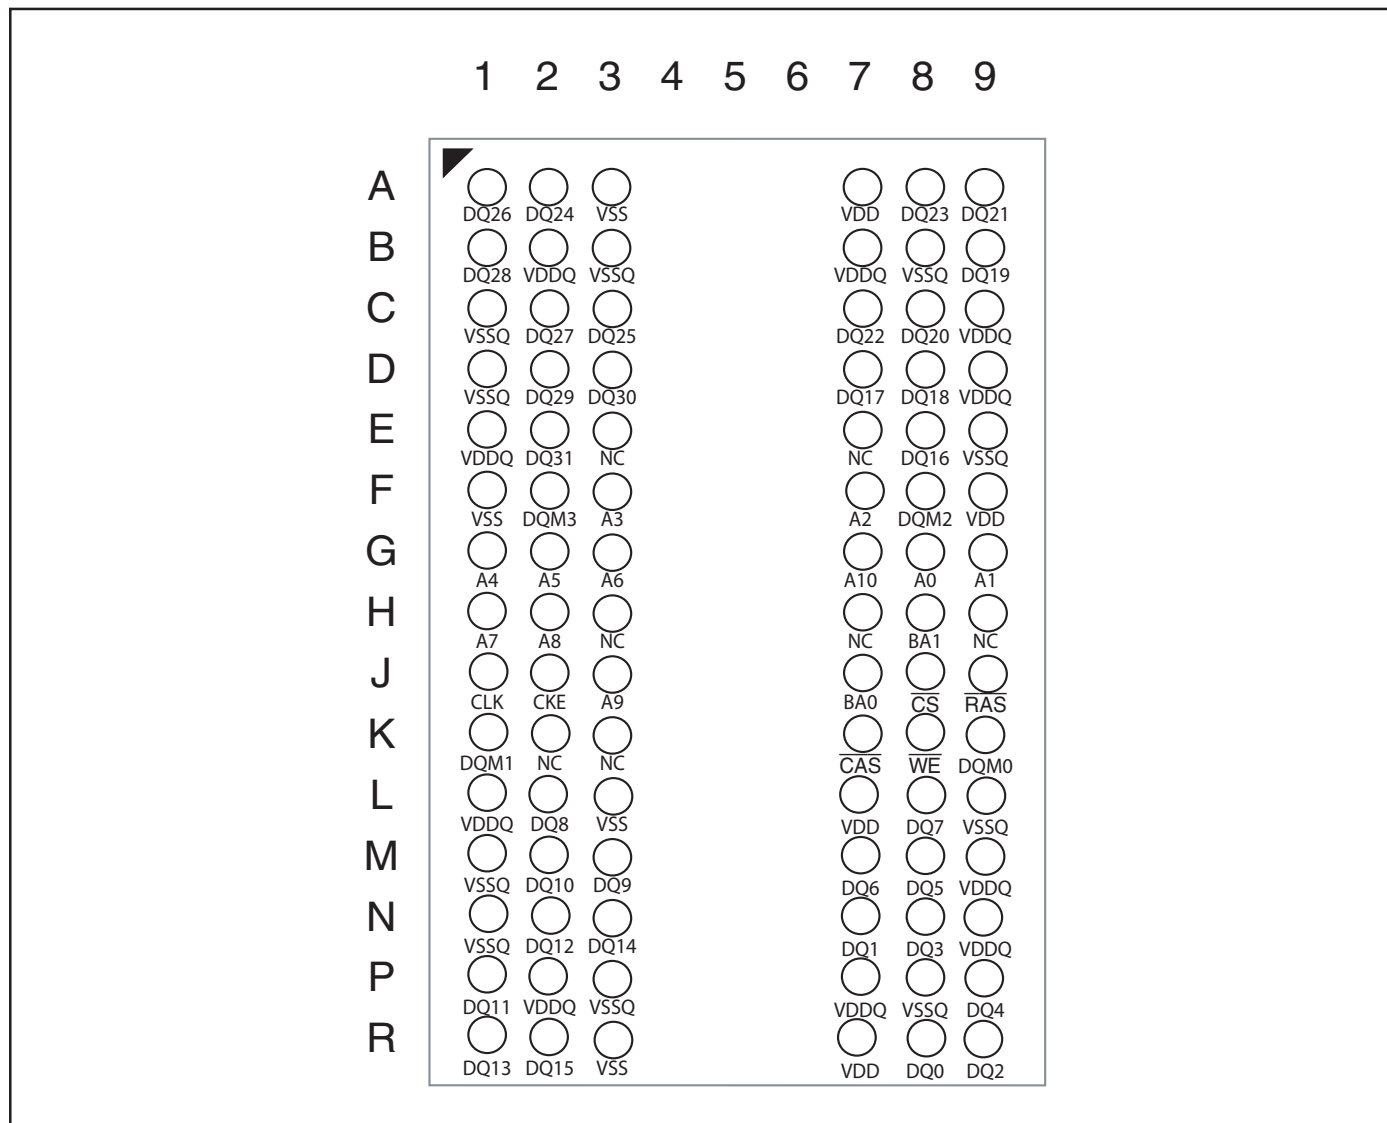 1 2 3 4 5 6 7 8 9
A
DQ26 DQ24 VSS VDD DQ23 DQ21
B
DQ28 VDDQ VSSQ VDDQ VSSQ DQ19
C
VSSQ DQ27 DQ25 DQ22 DQ20 VDDQ
D
VSSQ DQ29 DQ30 DQ17 DQ18 VDDQ
E
VDDQ DQ31 NC NC DQ16 VSSQ
F
VSS DQM3 A3 A2 DQM2 VDD
G
A4 A5 A6 A10 A0 A1
H
A7 A8 NC NC BA1 NC
J
CLK CKE A9 BA0 C̅S̅ R̅A̅S̅
K
DQM1 NC NC C̅A̅S̅ W̅E̅ DQM0
L
VDDQ DQ8 VSS VDD DQ7 VSSQ
M
VSSQ DQ10 DQ9 DQ6 DQ5 VDDQ
N
VSSQ DQ12 DQ14 DQ1 DQ3 VDDQ
P
DQ11 VDDQ VSSQ VDDQ VSSQ DQ4
R
DQ13 DQ15 VSS VDD DQ0 DQ2